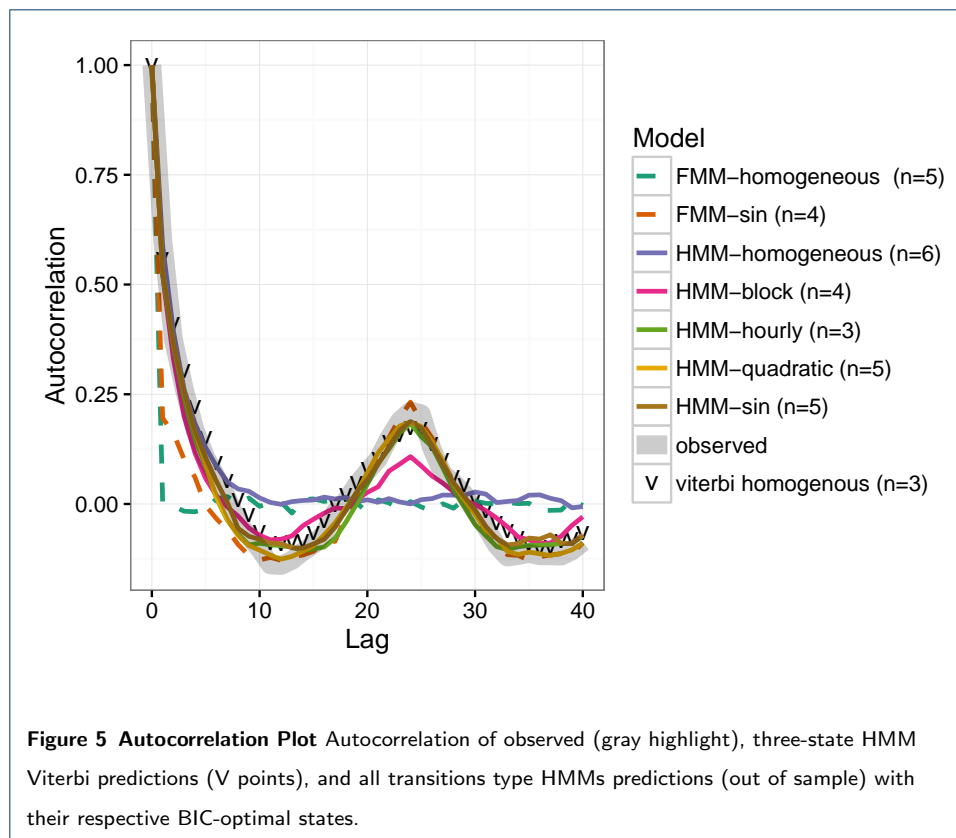 1.00
0.75
0.50
0.25
0.00
Autocorrelation
0 10 20 30 40
Lag
Model
FMM−homogeneous (n=5)
FMM−sin (n=4)
HMM−homogeneous (n=6)
HMM−block (n=4)
HMM−hourly (n=3)
HMM−quadratic (n=5)
HMM−sin (n=5)
observed
V viterbi homogenous (n=3)
Figure 5 Autocorrelation Plot Autocorrelation of observed (gray highlight), three-state HMM
Viterbi predictions (V points), and all transitions type HMMs predictions (out of sample) with
their respective BIC-optimal states.